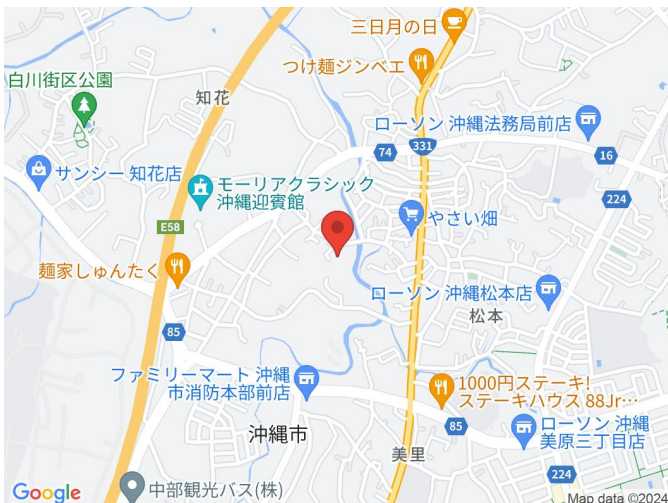 三日月の日
つけ麺ジンベエ
白川街区公園
知花
ローソン 沖縄法務局前店
331
74
16
サンシー 知花店
モーリアクラシック
沖縄迎賓館
224
E58
やさい畑
麺家しゅんたく
ローソン 沖縄松本店
松本
85
ファミリーマート 沖縄
市消防本部前店
1000円ステーキ!
ステーキハウス 88Jr…
85
ローソン 沖縄
美原三丁目店
沖縄市
美里
224
Google
中部観光バス(株)
Map data ©2024